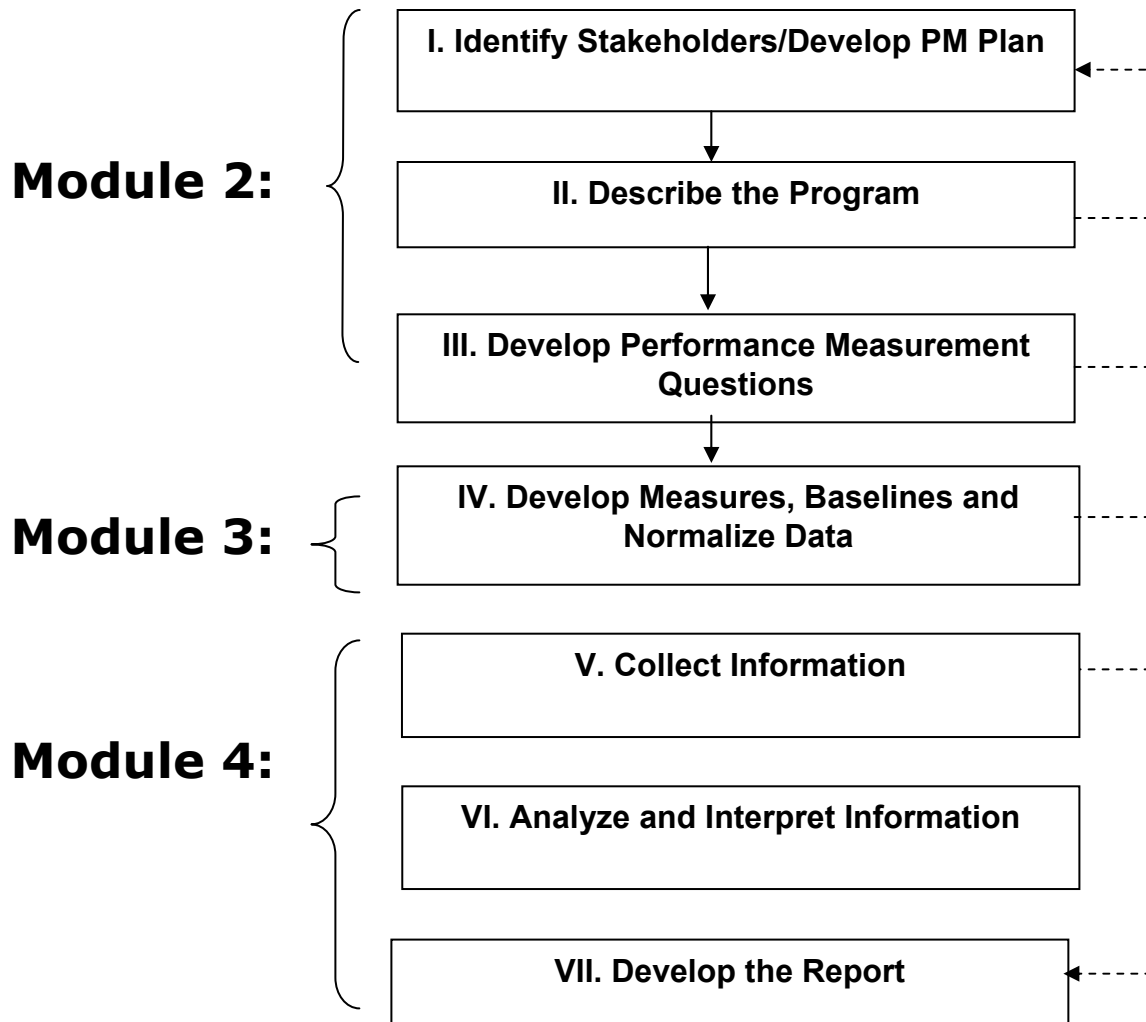 I. Identify Stakeholders/Develop PM Plan
Module 2:
II. Describe the Program
III. Develop Performance Measurement
Questions
IV. Develop Measures, Baselines and
Normalize Data
Module 3:
V. Collect Information
Module 4:
VI. Analyze and Interpret Information
VII. Develop the Report